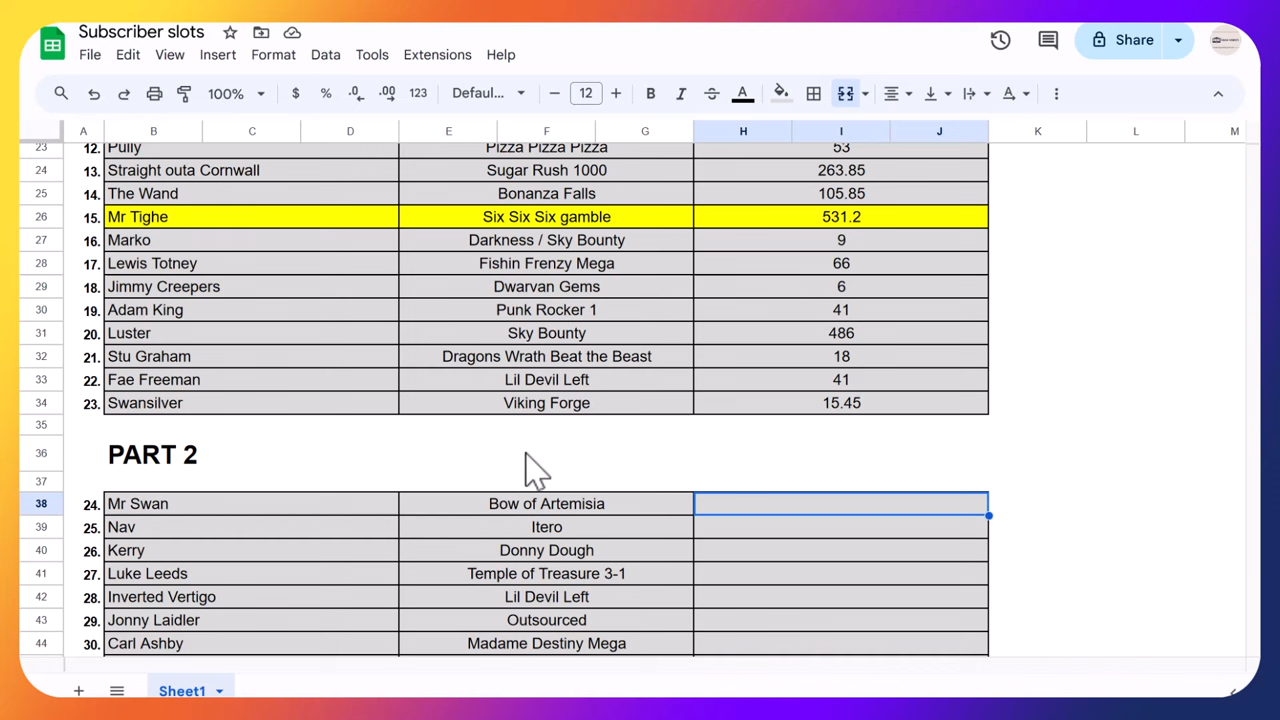 Subscriber slots
File Edit View Insert Format Data Tools Extensions Help
Share
100% $ % .0 .00 123 Defaul... 12 B I A
A B C D E F G H I J K L M
23 12. Pully Pizza Pizza Pizza 53
24 13. Straight outa Cornwall Sugar Rush 1000 263.85
25 14. The Wand Bonanza Falls 105.85
26 15. Mr Tighe Six Six Six gamble 531.2
27 16. Marko Darkness / Sky Bounty 9
28 17. Lewis Totney Fishin Frenzy Mega 66
29 18. Jimmy Creepers Dwarvan Gems 6
30 19. Adam King Punk Rocker 1 41
31 20. Luster Sky Bounty 486
32 21. Stu Graham Dragons Wrath Beat the Beast 18
33 22. Fae Freeman Lil Devil Left 41
34 23. Swansilver Viking Forge 15.45
35
36 PART 2
37
38 24. Mr Swan Bow of Artemisia
39 25. Nav Itero
40 26. Kerry Donny Dough
41 27. Luke Leeds Temple of Treasure 3-1
42 28. Inverted Vertigo Lil Devil Left
43 29. Jonny Laidler Outsourced
44 30. Carl Ashby Madame Destiny Mega
Sheet1